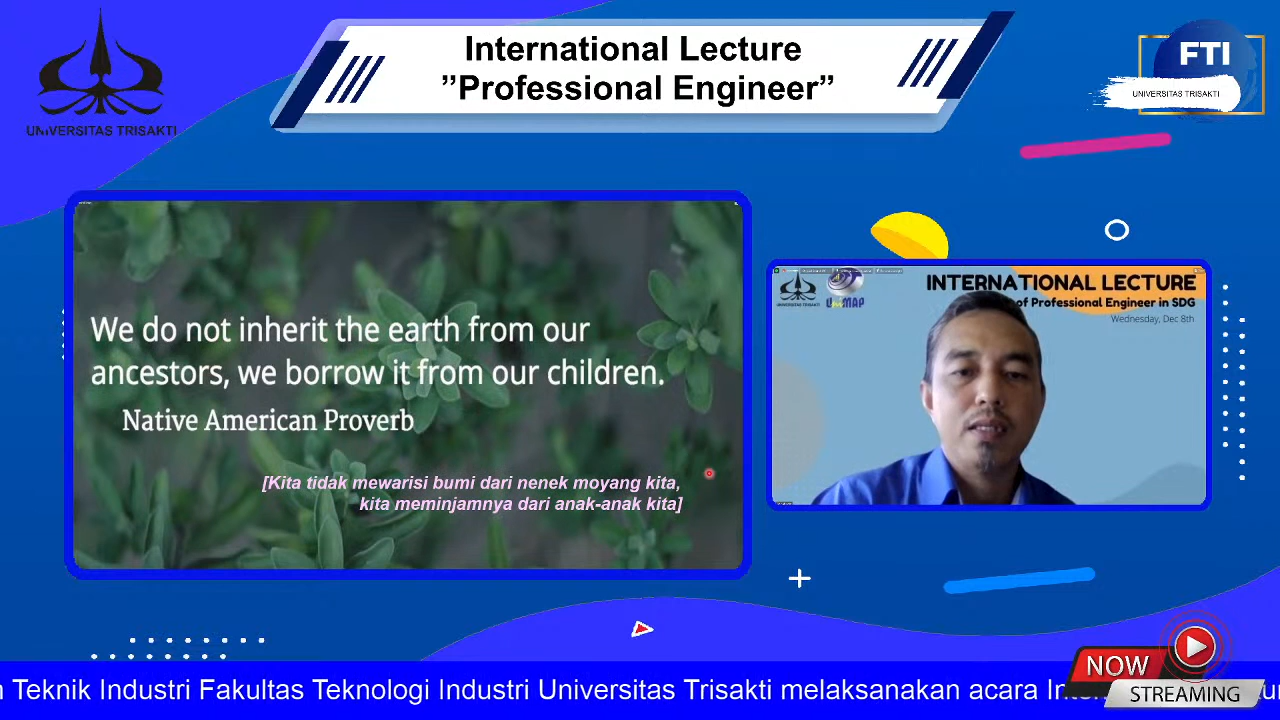 International Lecture
”Professional Engineer”
UNIVERSITAS TRISAKTI
FTI
UNIVERSITAS TRISAKTI
We do not inherit the earth from our
ancestors, we borrow it from our children.
Native American Proverb
[Kita tidak mewarisi bumi dari nenek moyang kita,
kita meminjamnya dari anak-anak kita]
UNIVERSITAS TRISAKTI
UniMAP
INTERNATIONAL LECTURE
of Professional Engineer in SDG
Wednesday, Dec 8th
NOW
STREAMING
Teknik Industri Fakultas Teknologi Industri Universitas Trisakti melaksanakan acara